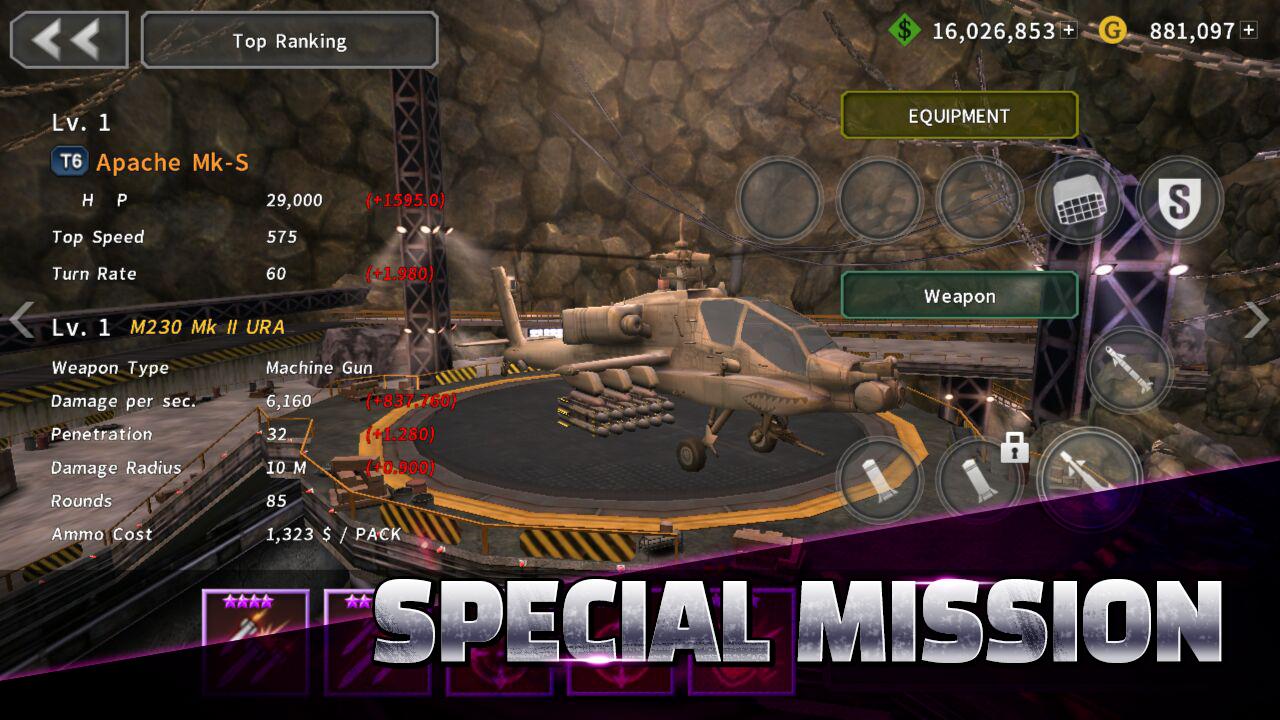 Top Ranking
$ 16,026,853 + G 881,097 +
Lv. 1
T6 Apache Mk-S
H P 29,000 (+1595.0)
Top Speed 575
Turn Rate 60 (+1.980)
EQUIPMENT
S
Weapon
Lv. 1 M230 Mk II URA
Weapon Type Machine Gun
Damage per sec. 6,160 (+837.760)
Penetration 32 (+1.280)
Damage Radius 10 M (+0.900)
Rounds 85
Ammo Cost 1,323 $ / PACK
SPECIAL MISSION